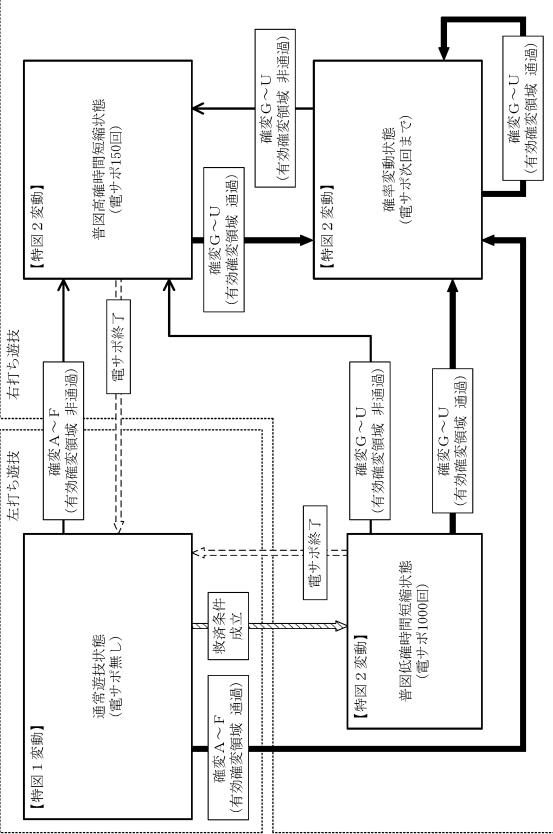 左打ち遊技
右打ち遊技
【特図１変動】
通常遊技状態
(電サポ無し)
確変Ａ～Ｆ
(有効確変領域 非通過)
電サポ終了
【特図２変動】
普図高確時間短縮状態
(電サポ150回)
確変Ａ～Ｆ
(有効確変領域 通過)
救済条件
成立
電サポ終了
確変Ｇ～Ｕ
(有効確変領域 通過)
確変Ｇ～Ｕ
(有効確変領域 非通過)
【特図２変動】
普図低確時間短縮状態
(電サポ1000回)
確変Ｇ～Ｕ
(有効確変領域 非通過)
確変Ｇ～Ｕ
(有効確変領域 通過)
【特図２変動】
確率変動状態
(電サポ次回まで)
確変Ｇ～Ｕ
(有効確変領域 通過)